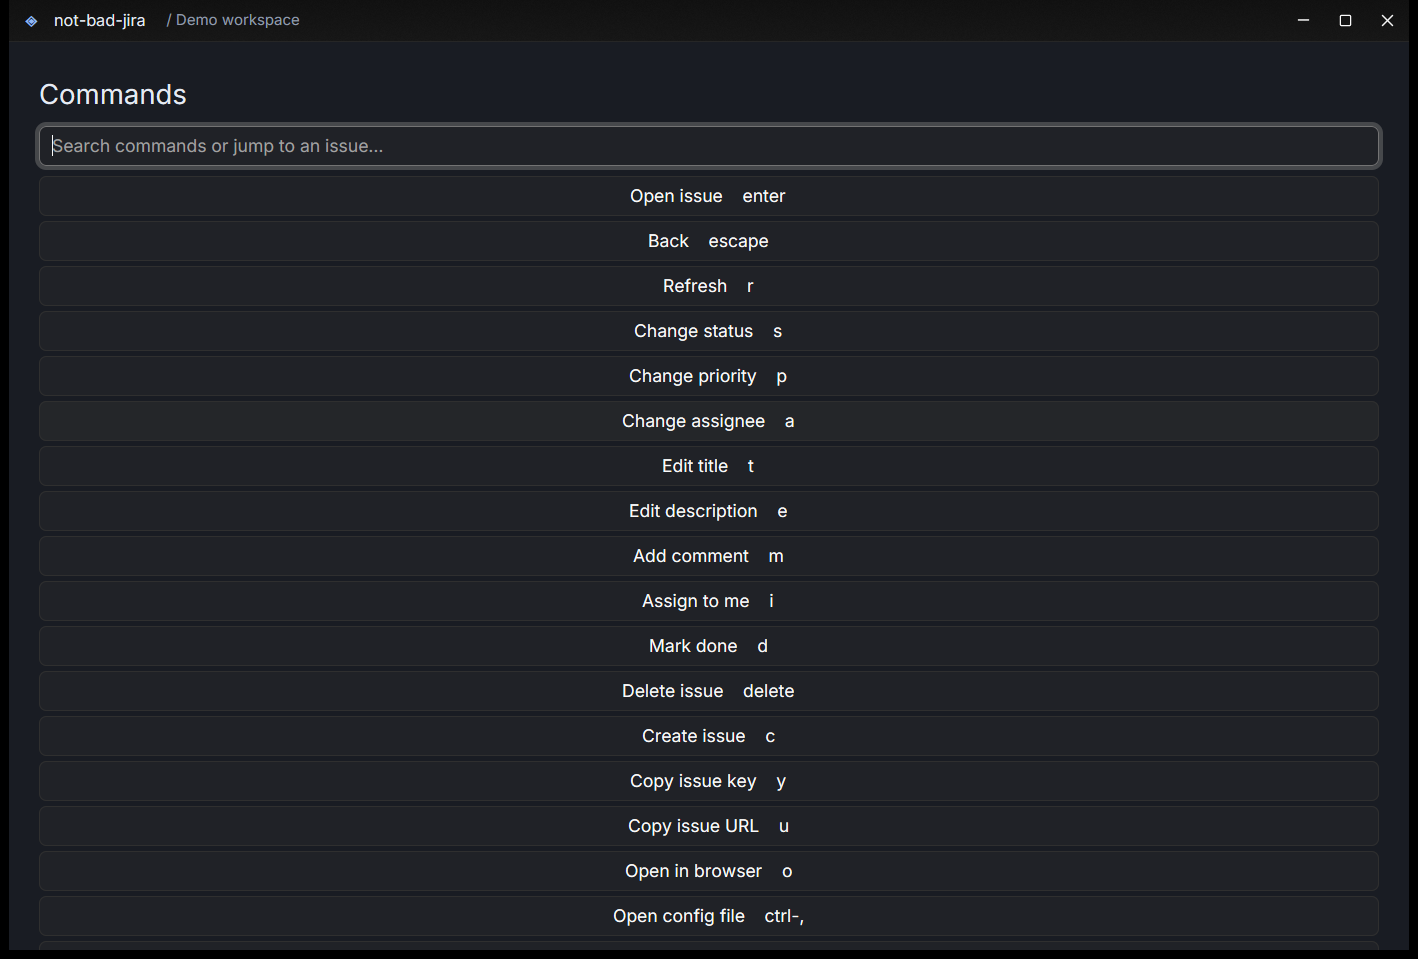 not-bad-jira / Demo workspace
Commands
Search commands or jump to an issue...
Open issue enter
Back escape
Refresh r
Change status s
Change priority p
Change assignee a
Edit title t
Edit description e
Add comment m
Assign to me i
Mark done d
Delete issue delete
Create issue c
Copy issue key y
Copy issue URL u
Open in browser o
Open config file ctrl-,